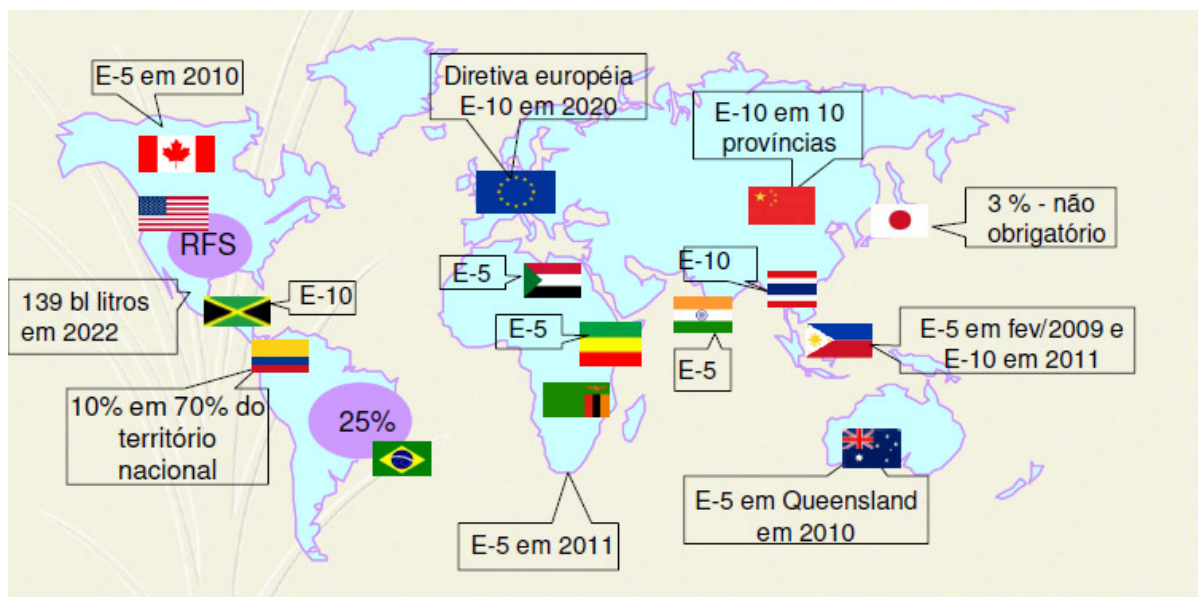 E-5 em 2010
Diretiva européia
E-10 em 2020
E-10 em 10
províncias
3 % - não
obrigatório
RFS
139 bl litros
em 2022
E-10
E-5
E-10
E-5
E-5
E-5 em fev/2009 e
E-10 em 2011
10% em 70% do
território
nacional
25%
E-5 em Queensland
em 2010
E-5 em 2011